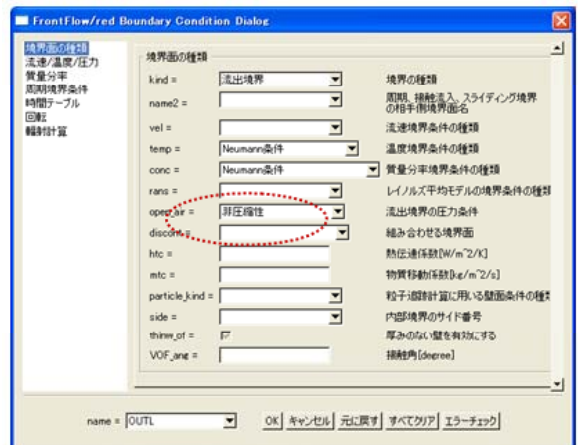 FrontFlow/red Boundary Condition Dialog
境界面の種類
流速/温度/圧力
質量分率
周期境界条件
時間テーブル
回転
輻射計算
境界面の種類
kind = 流出境界 境界の種類
name2 = 周期、接触流入、スライディング境界
の相手側境界面名
vel = 流速境界条件の種類
temp = Neumann条件 温度境界条件の種類
conc = Neumann条件 質量分率境界条件の種類
rans = レイノルズ平均モデルの境界条件の種類
open_air = 非圧縮性 流出境界の圧力条件
discont = 組み合わせる境界面
htc = 熱伝達係数[W/m^2/K]
mtc = 物質移動係数[kg/m^2/s]
particle_kind = 粒子追跡計算に用いる壁面条件の種類
side = 内部境界のサイド番号
thinw_of = 厚みのない壁を有効にする
VOF_ang = 接触角[degree]
name = OUTL OK キャンセル 元に戻す すべてクリア エラーチェック